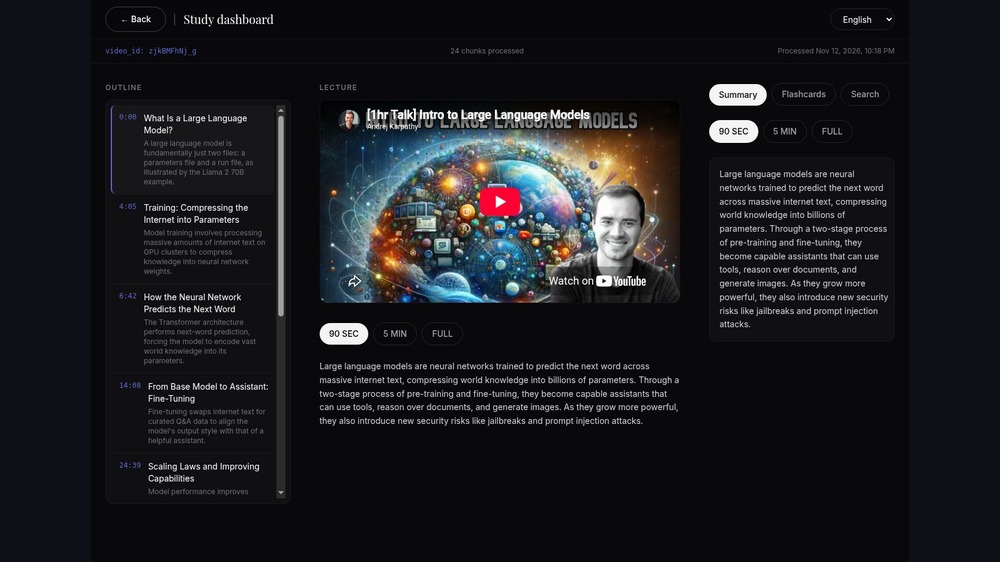 ← Back
Study dashboard
English
video_id: zjkBMFhNj_g
24 chunks processed
Processed Nov 12, 2026, 10:18 PM
OUTLINE
0:00
What Is a Large Language
Model?
A large language model is
fundamentally just two files: a
parameters file and a run file, as
illustrated by the Llama 2 70B
example.
4:05
Training: Compressing the
Internet into Parameters
Model training involves processing
massive amounts of internet text on
GPU clusters to compress
knowledge into neural network
weights.
6:42
How the Neural Network
Predicts the Next Word
The Transformer architecture
performs next-word prediction,
forcing the model to encode vast
world knowledge into its
parameters.
14:08
From Base Model to Assistant:
Fine-Tuning
Fine-tuning swaps internet text for
curated Q&A data to align the
model's output style with that of a
helpful assistant.
24:39
Scaling Laws and Improving
Capabilities
Model performance improves
LECTURE
[1hr Talk] Intro to Large Language Models
Andrej Karpathy
LARGE LANGUAGE MODELS
Watch on YouTube
90 SEC
5 MIN
FULL
Large language models are neural networks trained to predict the next word across
massive internet text, compressing world knowledge into billions of parameters. Through a
two-stage process of pre-training and fine-tuning, they become capable assistants that
can use tools, reason over documents, and generate images. As they grow more powerful,
they also introduce new security risks like jailbreaks and prompt injection attacks.
Summary
Flashcards
Search
90 SEC
5 MIN
FULL
Large language models are neural
networks trained to predict the next word
across massive internet text, compressing
world knowledge into billions of
parameters. Through a two-stage process
of pre-training and fine-tuning, they
become capable assistants that can use
tools, reason over documents, and
generate images. As they grow more
powerful, they also introduce new security
risks like jailbreaks and prompt injection
attacks.